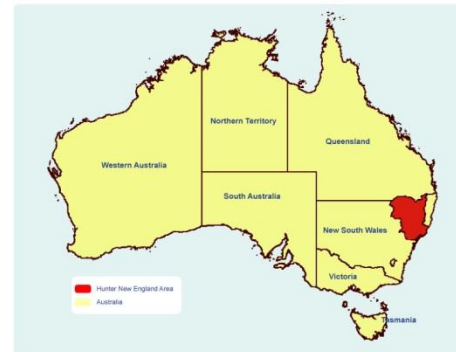 Northern Territory
Queensland
Western Australia
South Australia
New South Wales
Victoria
Hunter New England Area
Australia
Tasmania